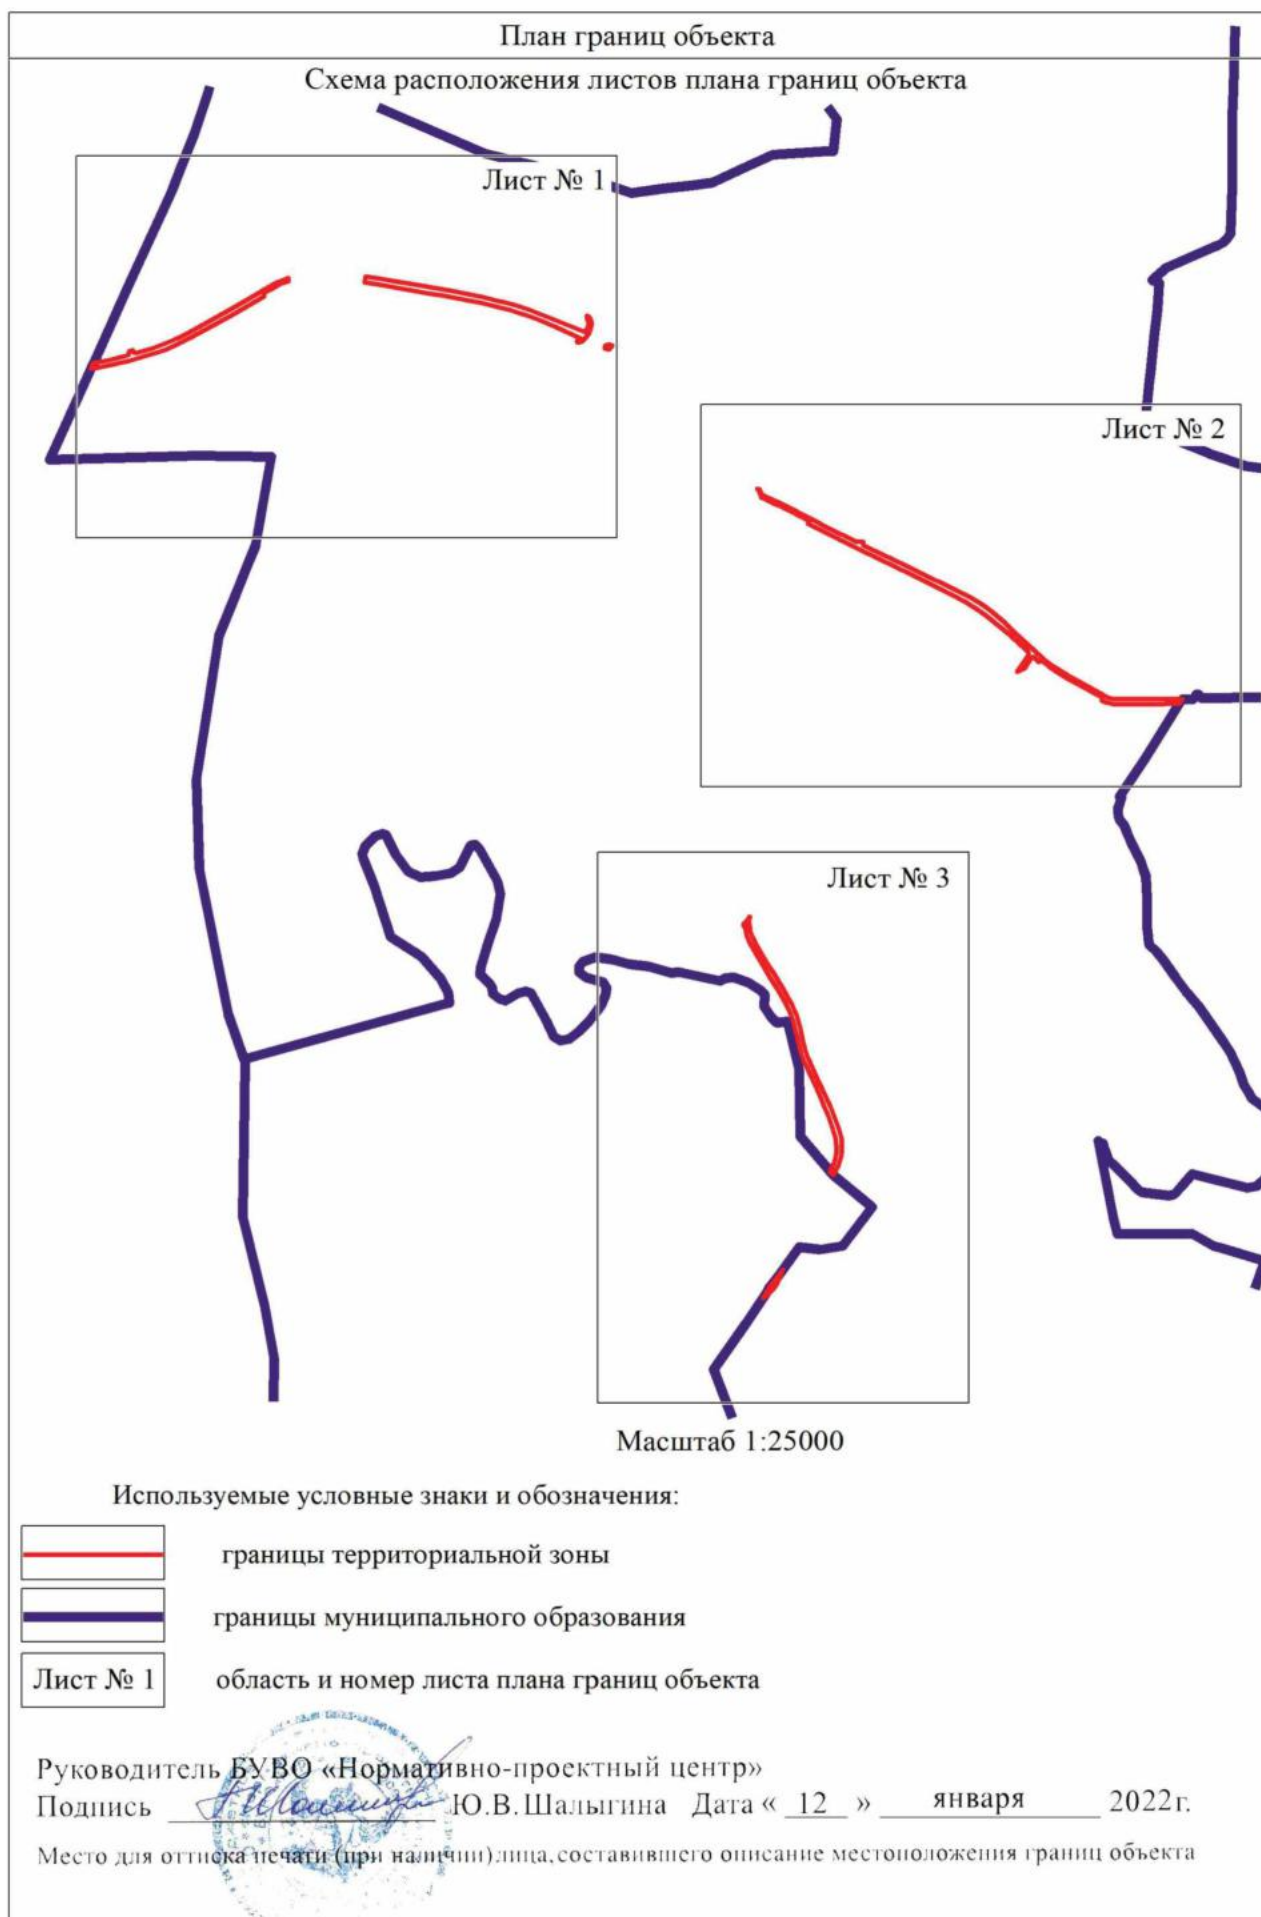 План границ объекта
Схема расположения листов плана границ объекта
Лист № 1
Лист № 2
Лист № 3
Масштаб 1:25000
Используемые условные знаки и обозначения:
границы территориальной зоны
границы муниципального образования
Лист № 1 область и номер листа плана границ объекта
Руководитель БУВО «Нормативно-проектный центр»
Подпись Ю.В.Шалыгина Дата « 12 » января 2022г.
Место для оттиска печати (при наличии) лица, составившего описание местоположения границ объекта